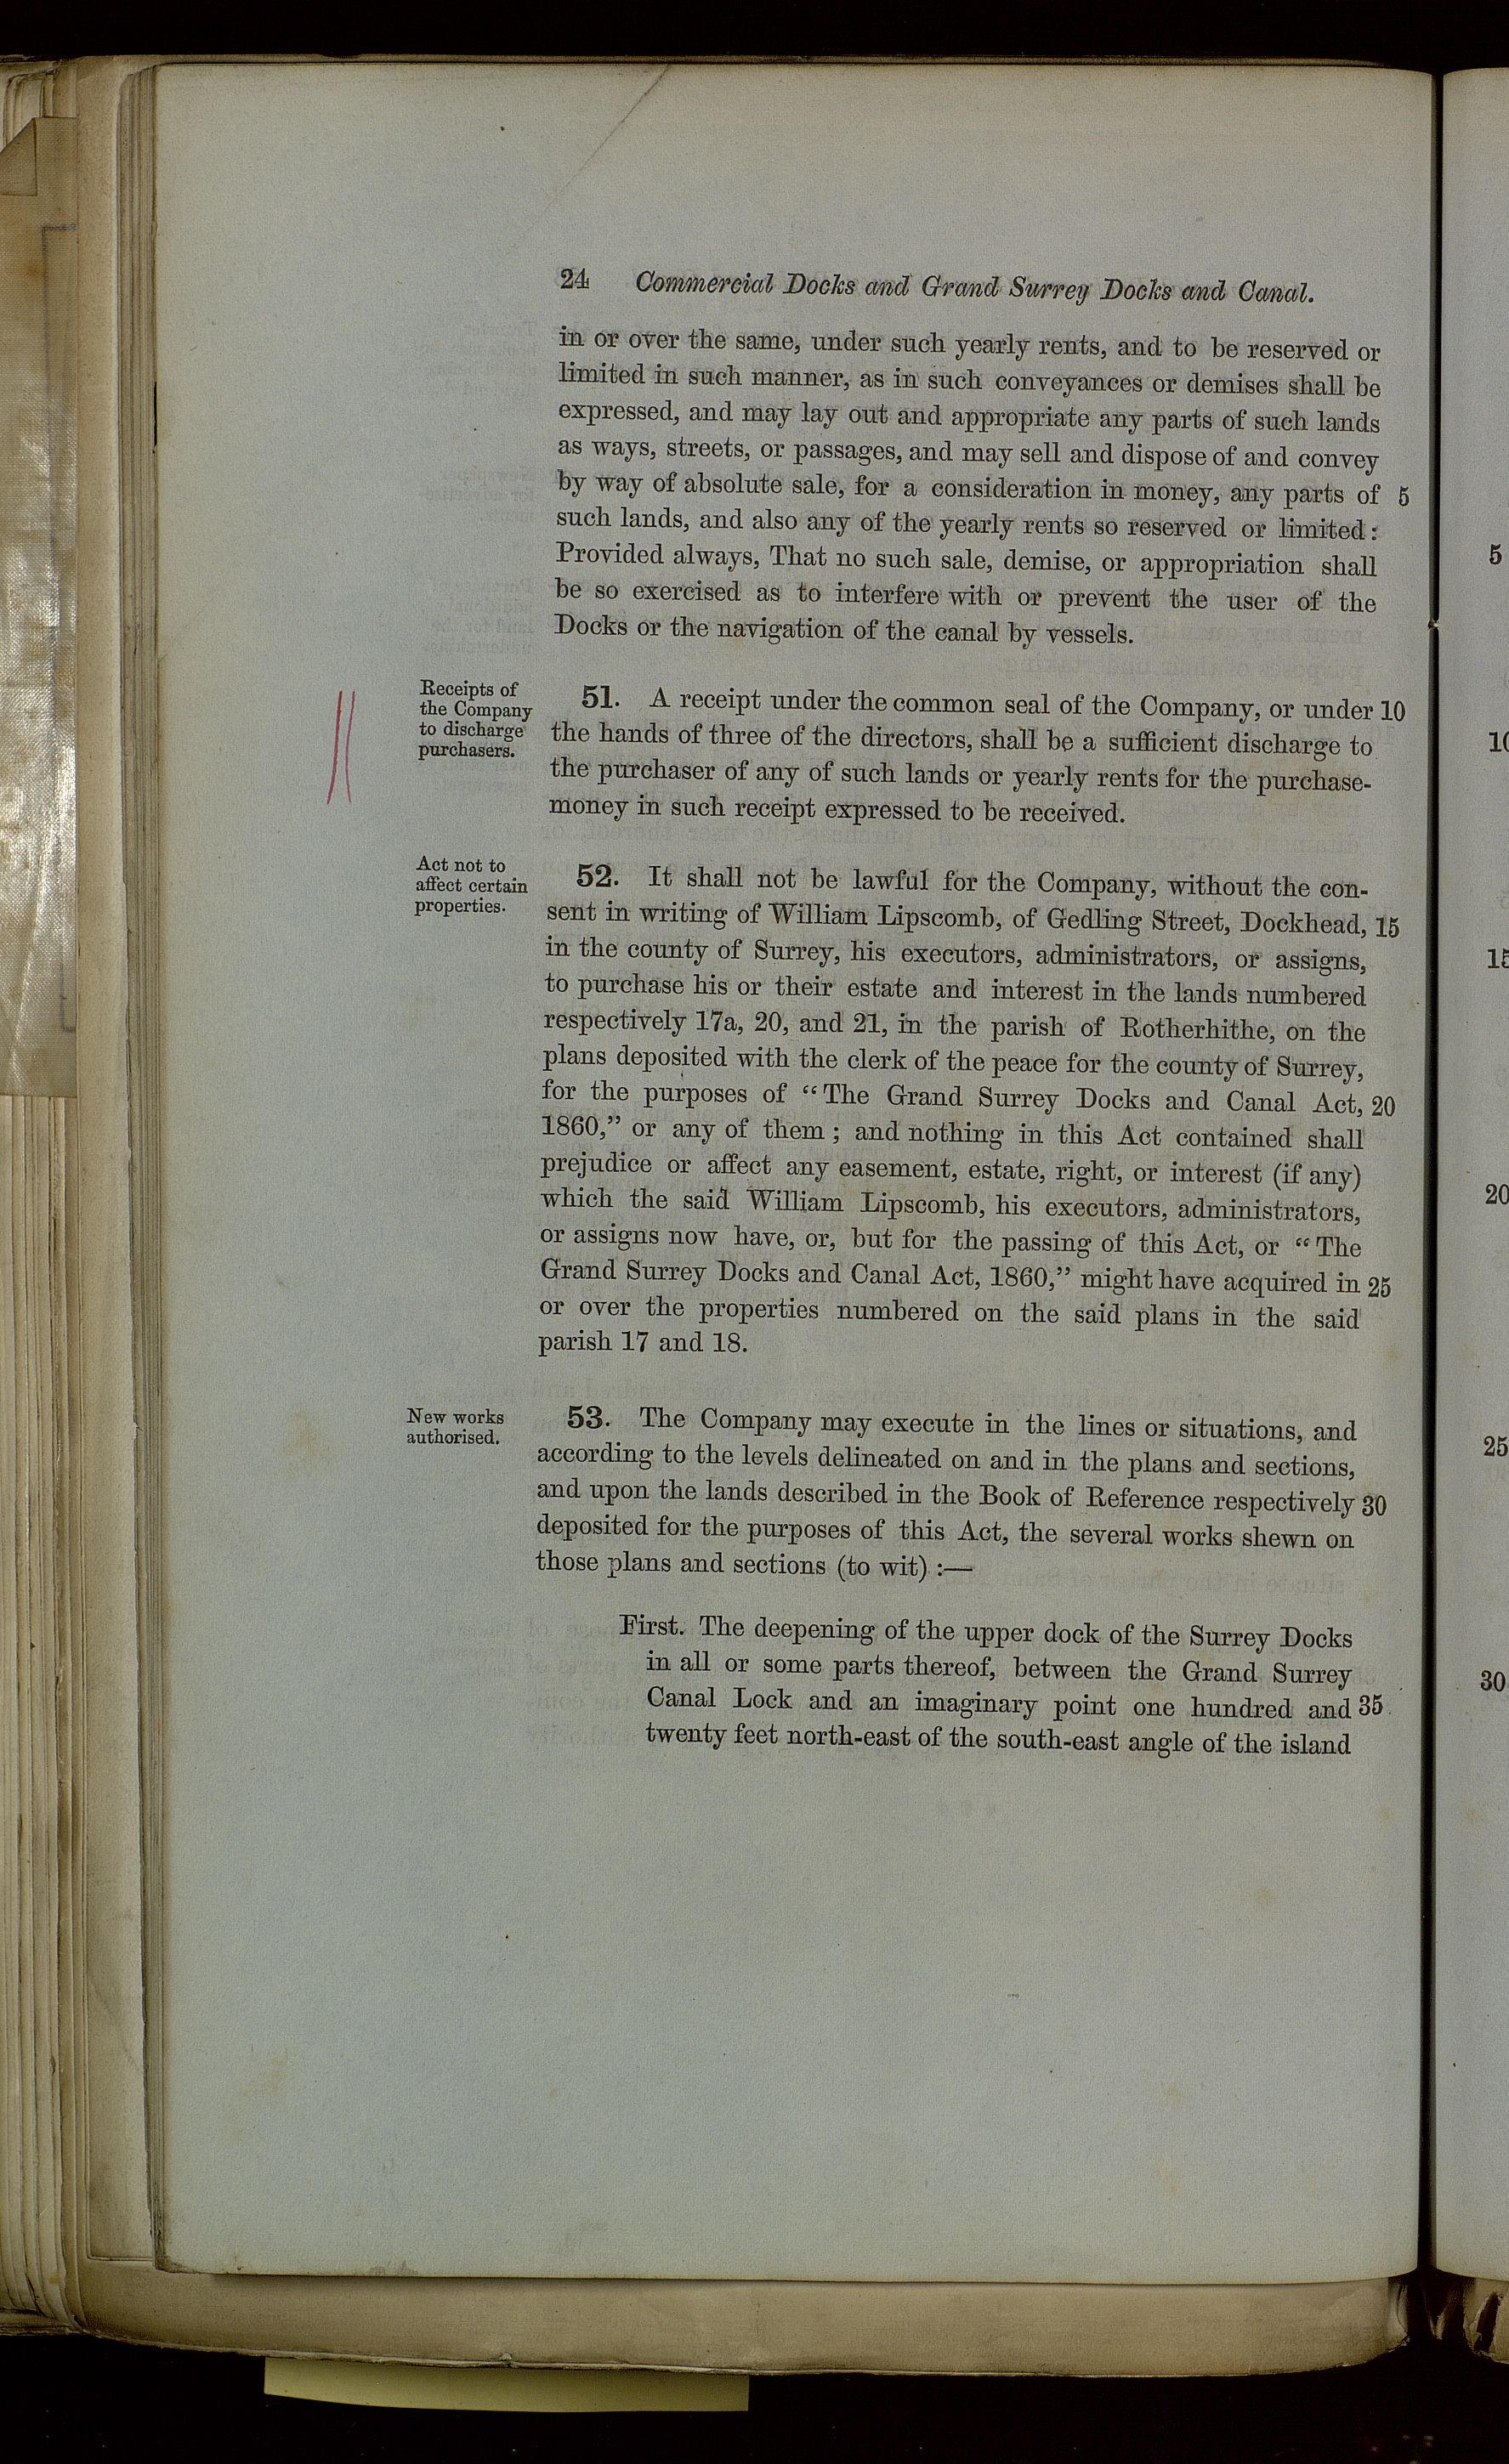 24 Commercial Docks and Grand Surrey Docks and Canal.
in or over the same, under such yearly rents, and to be reserved or
limited in such manner, as in such conveyances or demises shall be
expressed, and may lay out and appropriate any parts of such lands
as ways, streets, or passages, and may sell and dispose of and convey
by way of absolute sale, for a consideration in money, any parts of 5
such lands, and also any of the yearly rents so reserved or limited:
Provided always, That no such sale, demise, or appropriation shall
be so exercised as to interfere with or prevent the user of the
Docks or the navigation of the canal by vessels.
Receipts of
the Company
to discharge
purchasers.
51. A receipt under the common seal of the Company, or under 10
the hands of three of the directors, shall be a sufficient discharge to
the purchaser of any of such lands or yearly rents for the purchase-
money in such receipt expressed to be received.
Act not to
affect certain
properties.
52. It shall not be lawful for the Company, without the con-
sent in writing of William Lipscomb, of Gedling Street, Dockhead, 15
in the county of Surrey, his executors, administrators, or assigns,
to purchase his or their estate and interest in the lands numbered
respectively 17a, 20, and 21, in the parish of Rotherhithe, on the
plans deposited with the clerk of the peace for the county of Surrey,
for the purposes of “The Grand Surrey Docks and Canal Act, 20
1860,” or any of them; and nothing in this Act contained shall
prejudice or affect any easement, estate, right, or interest (if any)
which the said William Lipscomb, his executors, administrators,
or assigns now have, or, but for the passing of this Act, or “The
Grand Surrey Docks and Canal Act, 1860,” might have acquired in 25
or over the properties numbered on the said plans in the said
parish 17 and 18.
New works
authorised.
53. The Company may execute in the lines or situations, and
according to the levels delineated on and in the plans and sections,
and upon the lands described in the Book of Reference respectively 30
deposited for the purposes of this Act, the several works shewn on
those plans and sections (to wit) :—
First. The deepening of the upper dock of the Surrey Docks
in all or some parts thereof, between the Grand Surrey
Canal Lock and an imaginary point one hundred and 35
twenty feet north-east of the south-east angle of the island
5
10
15
20
25
30